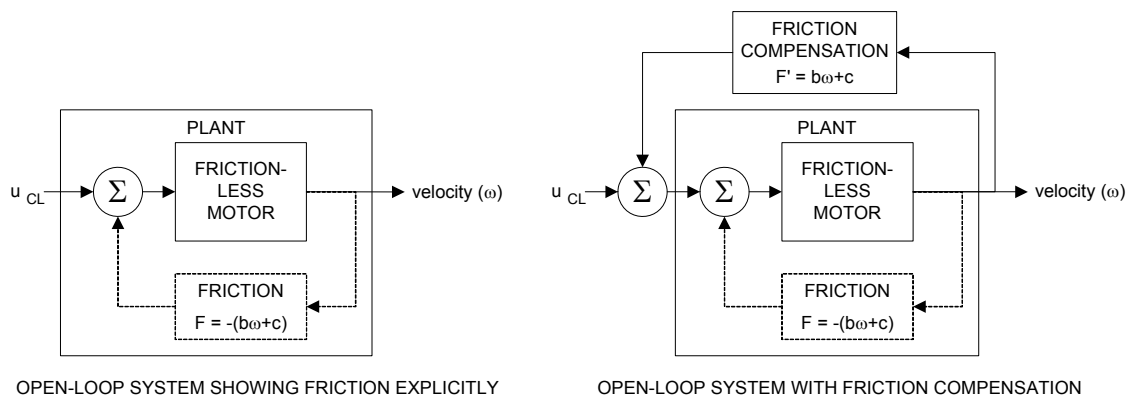 PLANT
FRICTION-
LESS
MOTOR
u CL
Σ
velocity (ω)
FRICTION
F = -(bω+c)
OPEN-LOOP SYSTEM SHOWING FRICTION EXPLICITLY
FRICTION
COMPENSATION
F' = bω+c
PLANT
FRICTION-
LESS
MOTOR
u CL
Σ
Σ
velocity (ω)
FRICTION
F = -(bω+c)
OPEN-LOOP SYSTEM WITH FRICTION COMPENSATION